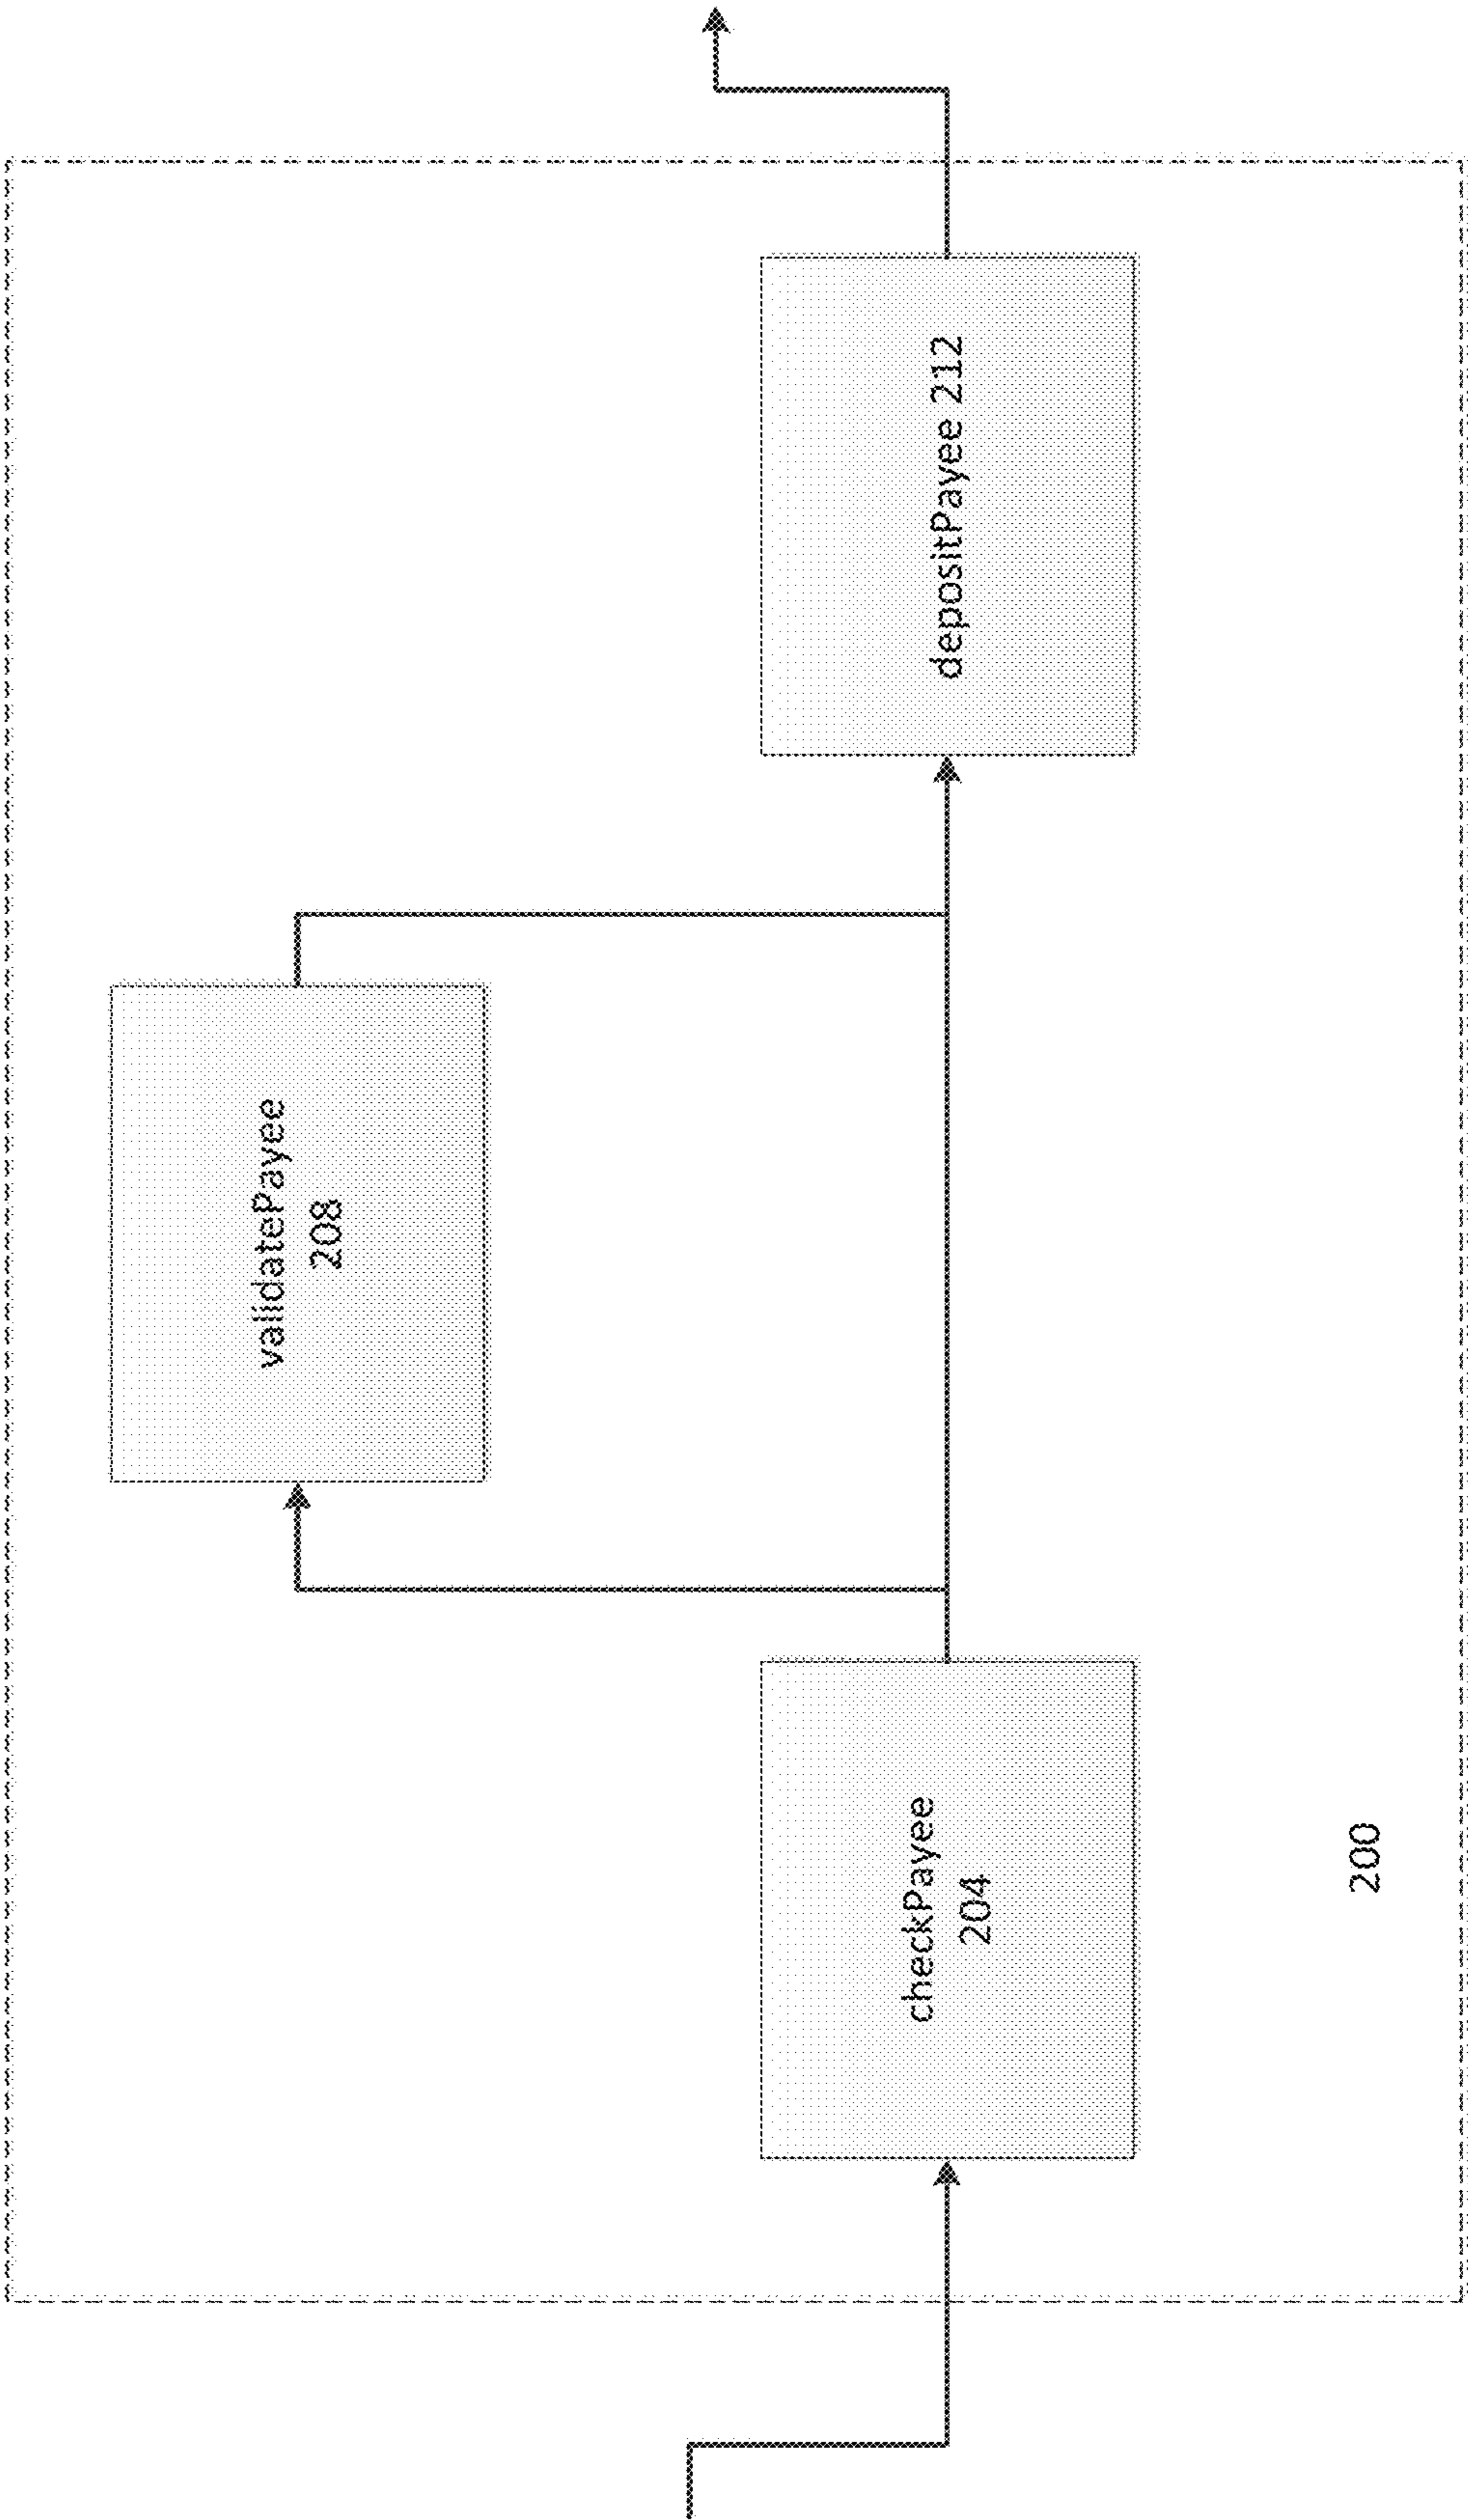 validatePayee
208
checkPayee
204
depositPayee 212
200